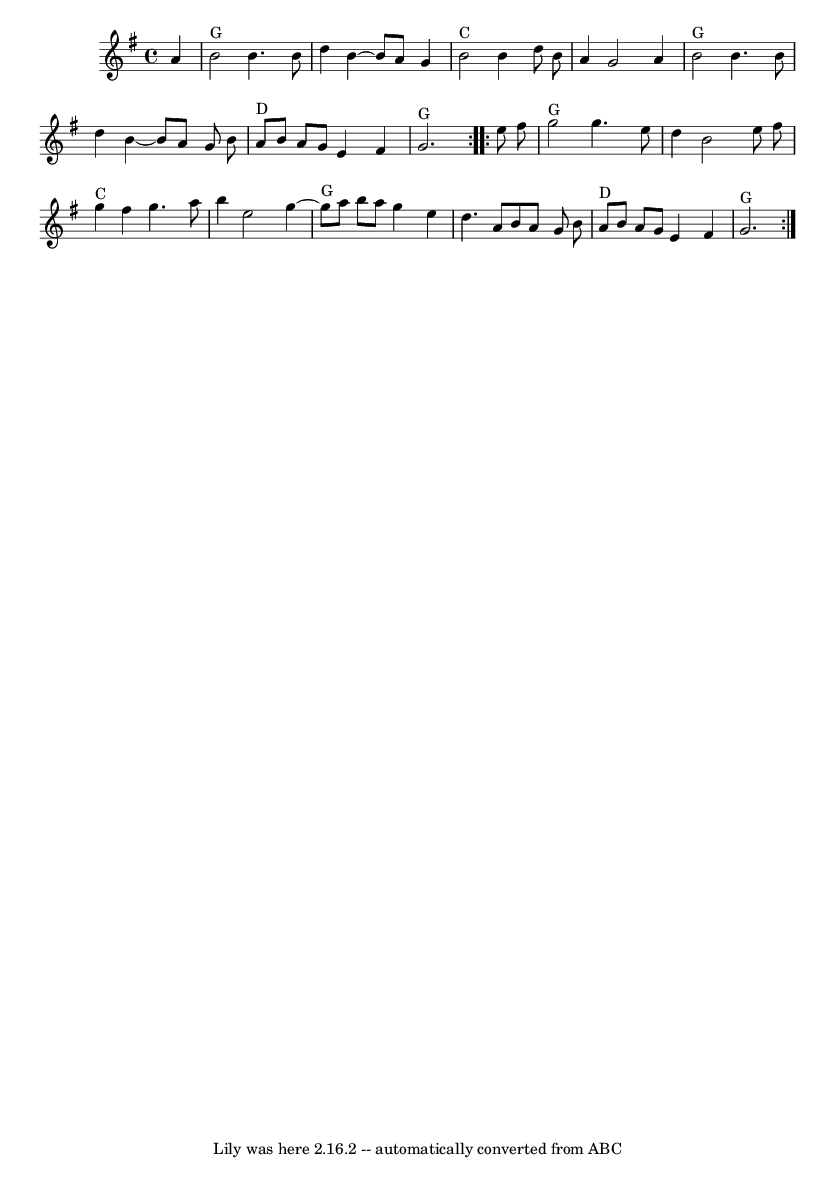 G C G
D G G
C G D G
Lily was here 2.16.2 -- automatically converted from ABC